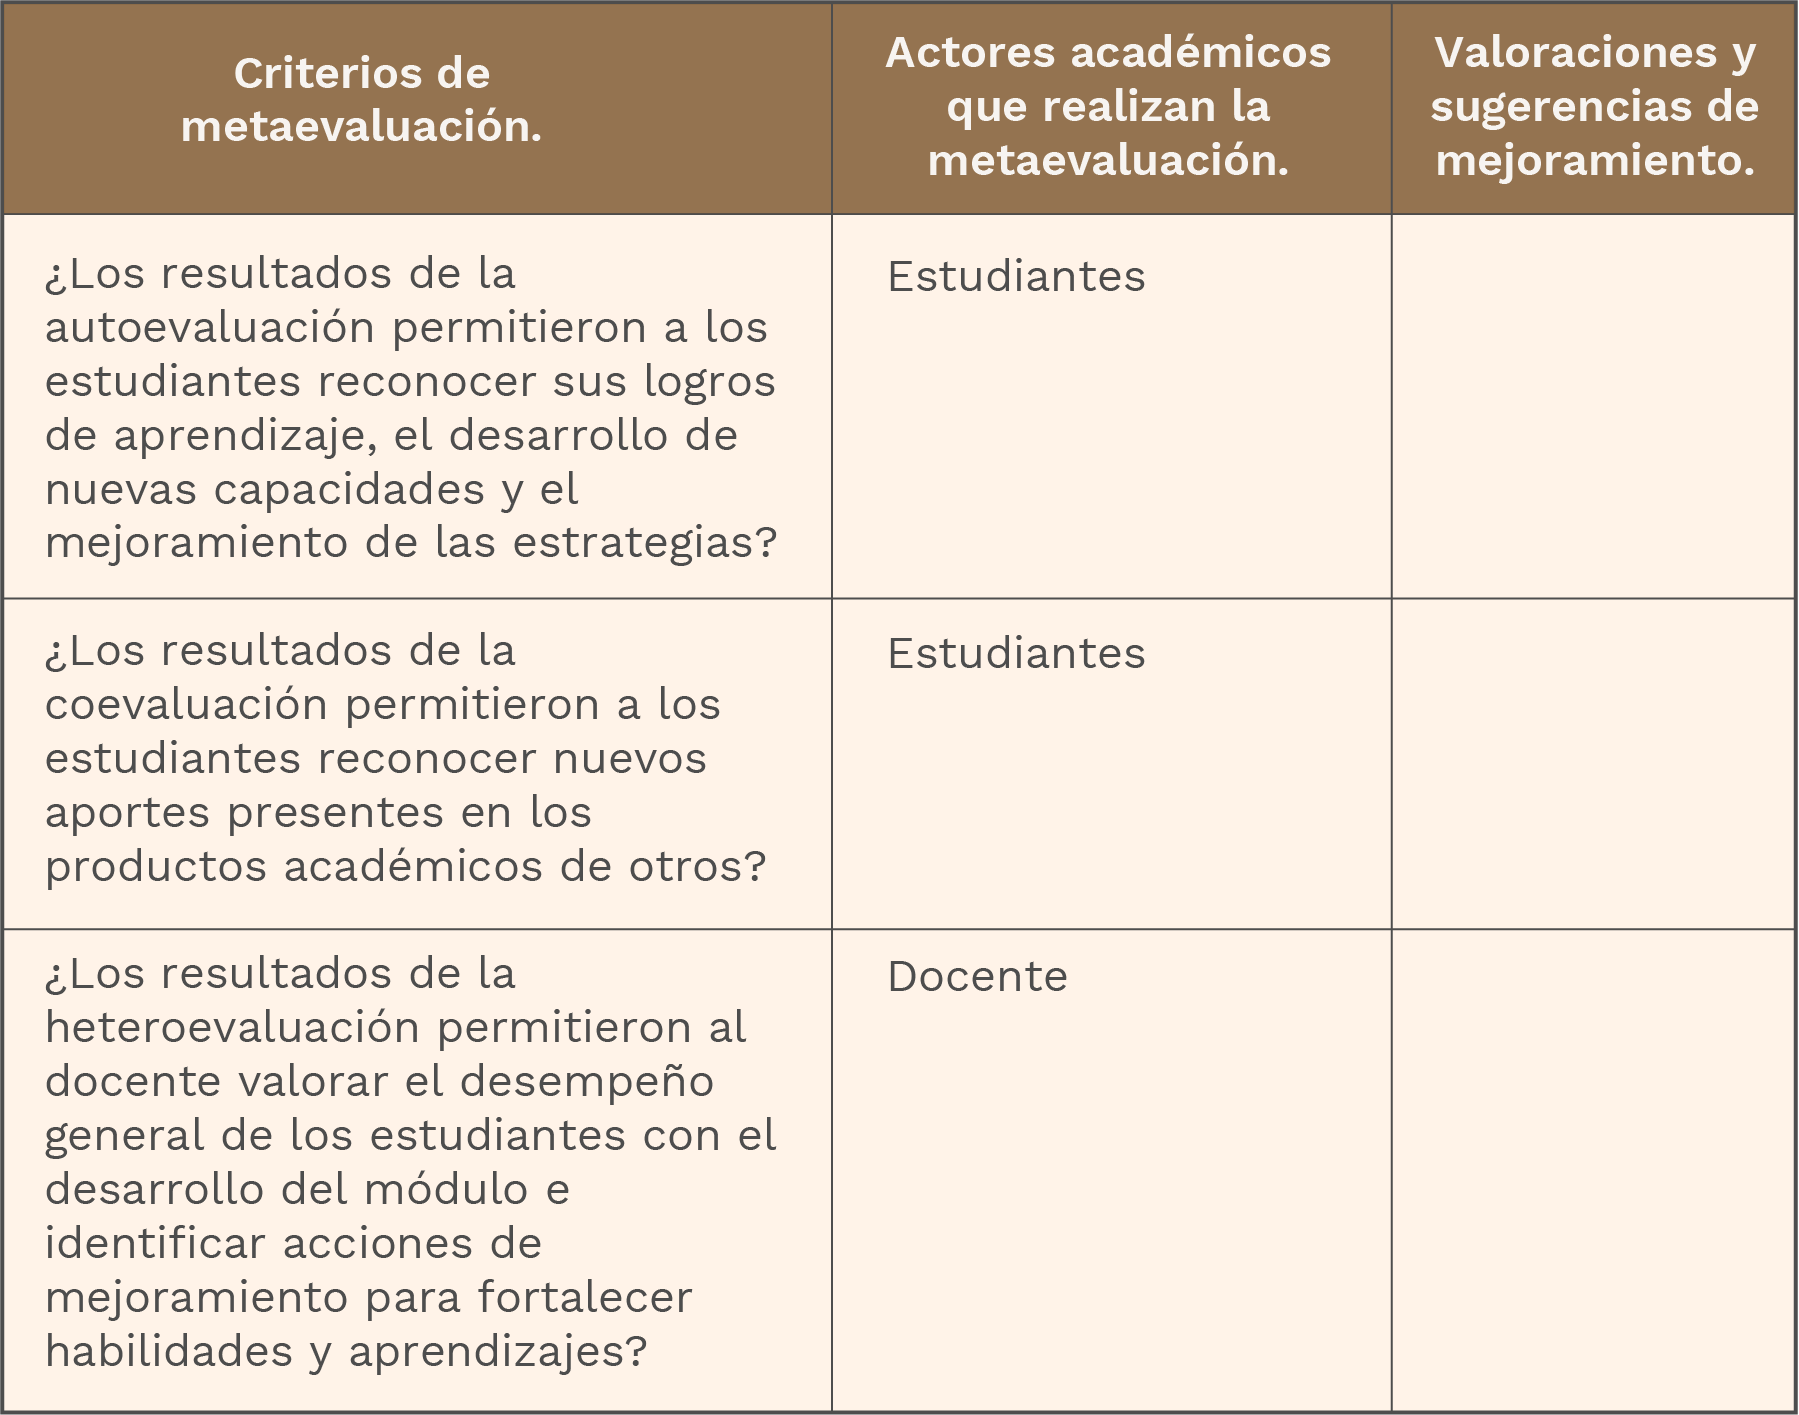 Criterios de
metaevaluación.
Actores académicos
que realizan la
metaevaluación.
Valoraciones y
sugerencias de
mejoramiento.
¿Los resultados de la
autoevaluación permitieron a los
estudiantes reconocer sus logros
de aprendizaje, el desarrollo de
nuevas capacidades y el
mejoramiento de las estrategias?
Estudiantes
¿Los resultados de la
coevaluación permitieron a los
estudiantes reconocer nuevos
aportes presentes en los
productos académicos de otros?
Estudiantes
¿Los resultados de la
heteroevaluación permitieron al
docente valorar el desempeño
general de los estudiantes con el
desarrollo del módulo e
identificar acciones de
mejoramiento para fortalecer
habilidades y aprendizajes?
Docente